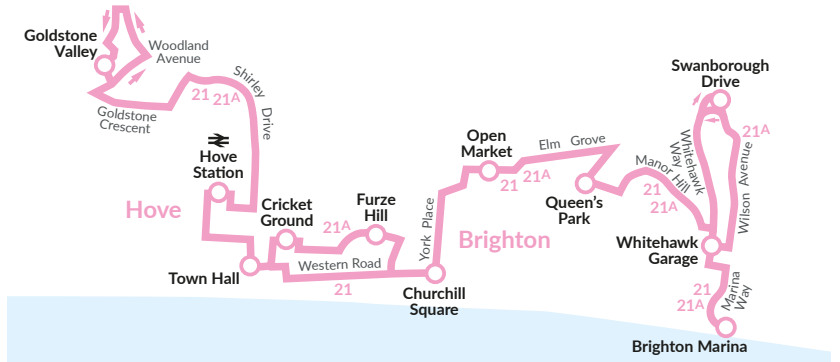 Goldstone
Valley
Woodland
Avenue
Goldstone
Crescent
21 21A
Shirley Drive
Hove
Station
Hove
Cricket
Ground
Furze
Hill
21A
Town Hall
Western Road
21
Churchill
Square
York Place
Brighton
Open
Market
21 21A
Elm Grove
Queen's
Park
Manor Hill
21
21A
Swanborough
Drive
Whitehawk
Way
21A
Wilson Avenue
Whitehawk
Garage
21
21A
Marina
Way
Brighton Marina